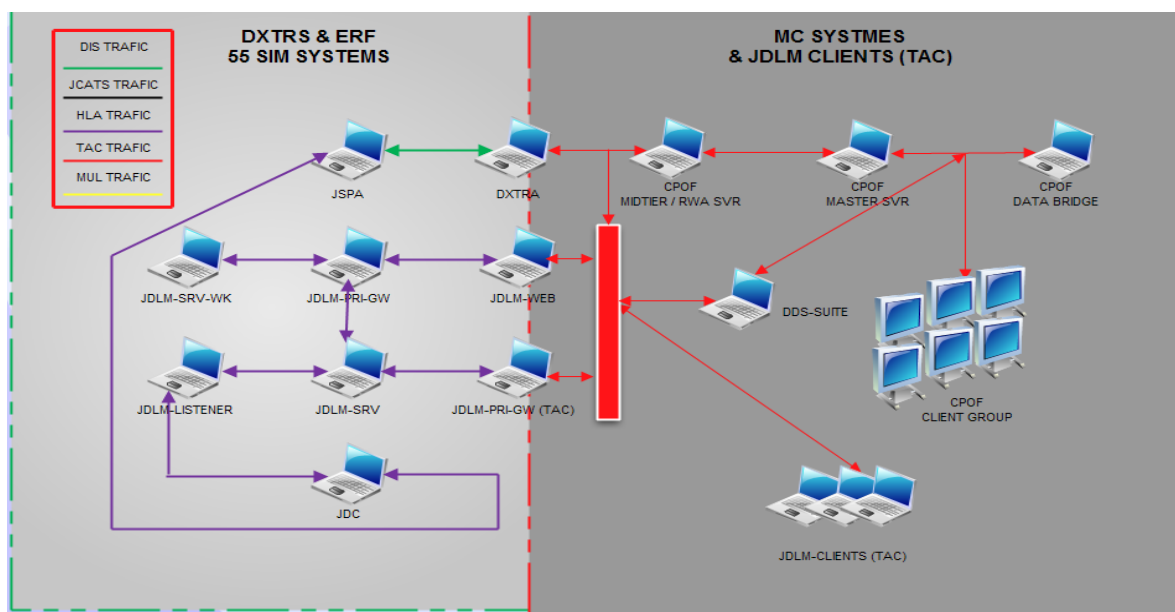 DXTRS & ERF
55 SIM SYSTEMS
MC SYSTMES
& JDLM CLIENTS (TAC)
DIS TRAFIC
JCATS TRAFIC
HLA TRAFIC
TAC TRAFIC
MUL TRAFIC
JSPA
DXTRA
CPOF
MIDTIER / RWA SVR
CPOF
MASTER SVR
CPOF
DATA BRIDGE
JDLM-SRV-WK
JDLM-PRI-GW
JDLM-WEB
DDS-SUITE
JDLM-LISTENER
JDLM-SRV
JDLM-PRI-GW (TAC)
CPOF
CLIENT GROUP
JDC
JDLM-CLIENTS (TAC)